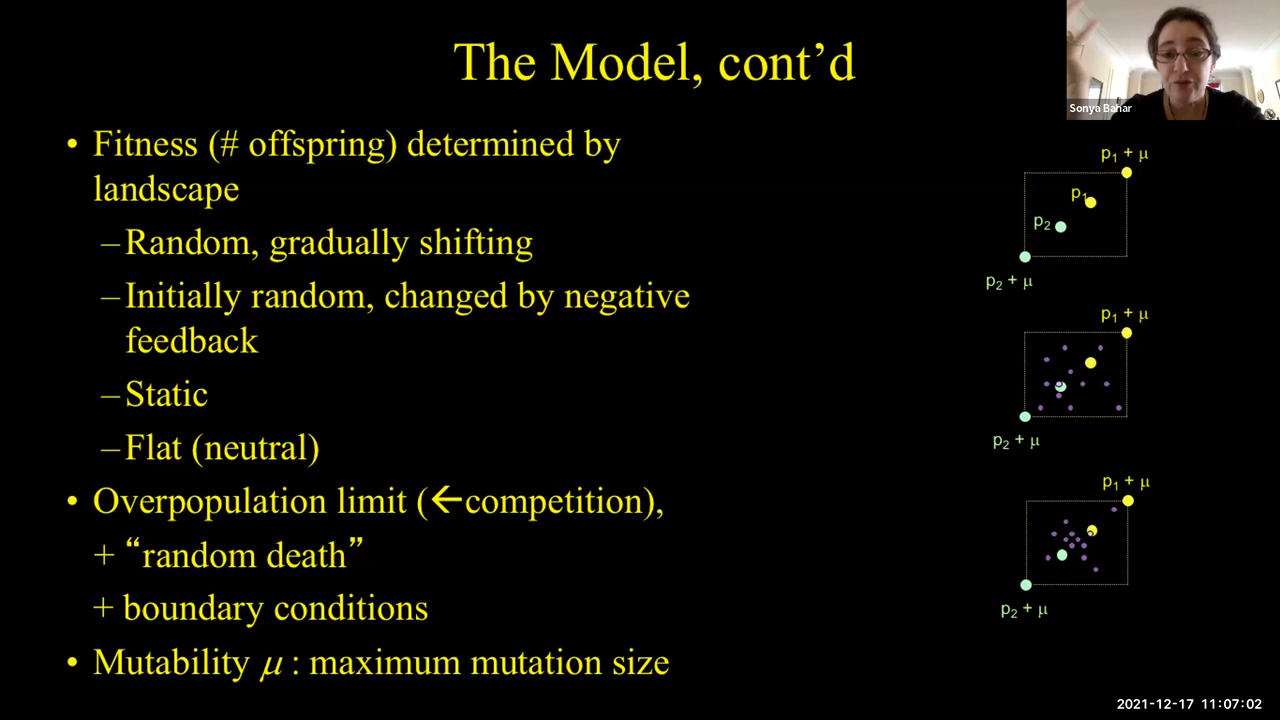 The Model, cont’d
Sonya Bahar
• Fitness (# offspring) determined by
landscape
– Random, gradually shifting
– Initially random, changed by negative
feedback
– Static
– Flat (neutral)
• Overpopulation limit (←competition),
+ “random death”
+ boundary conditions
• Mutability μ : maximum mutation size
p₁ + μ
p₁
p₂
p₂ + μ
p₁ + μ
p₂ + μ
p₁ + μ
p₂ + μ
2021-12-17 11:07:02